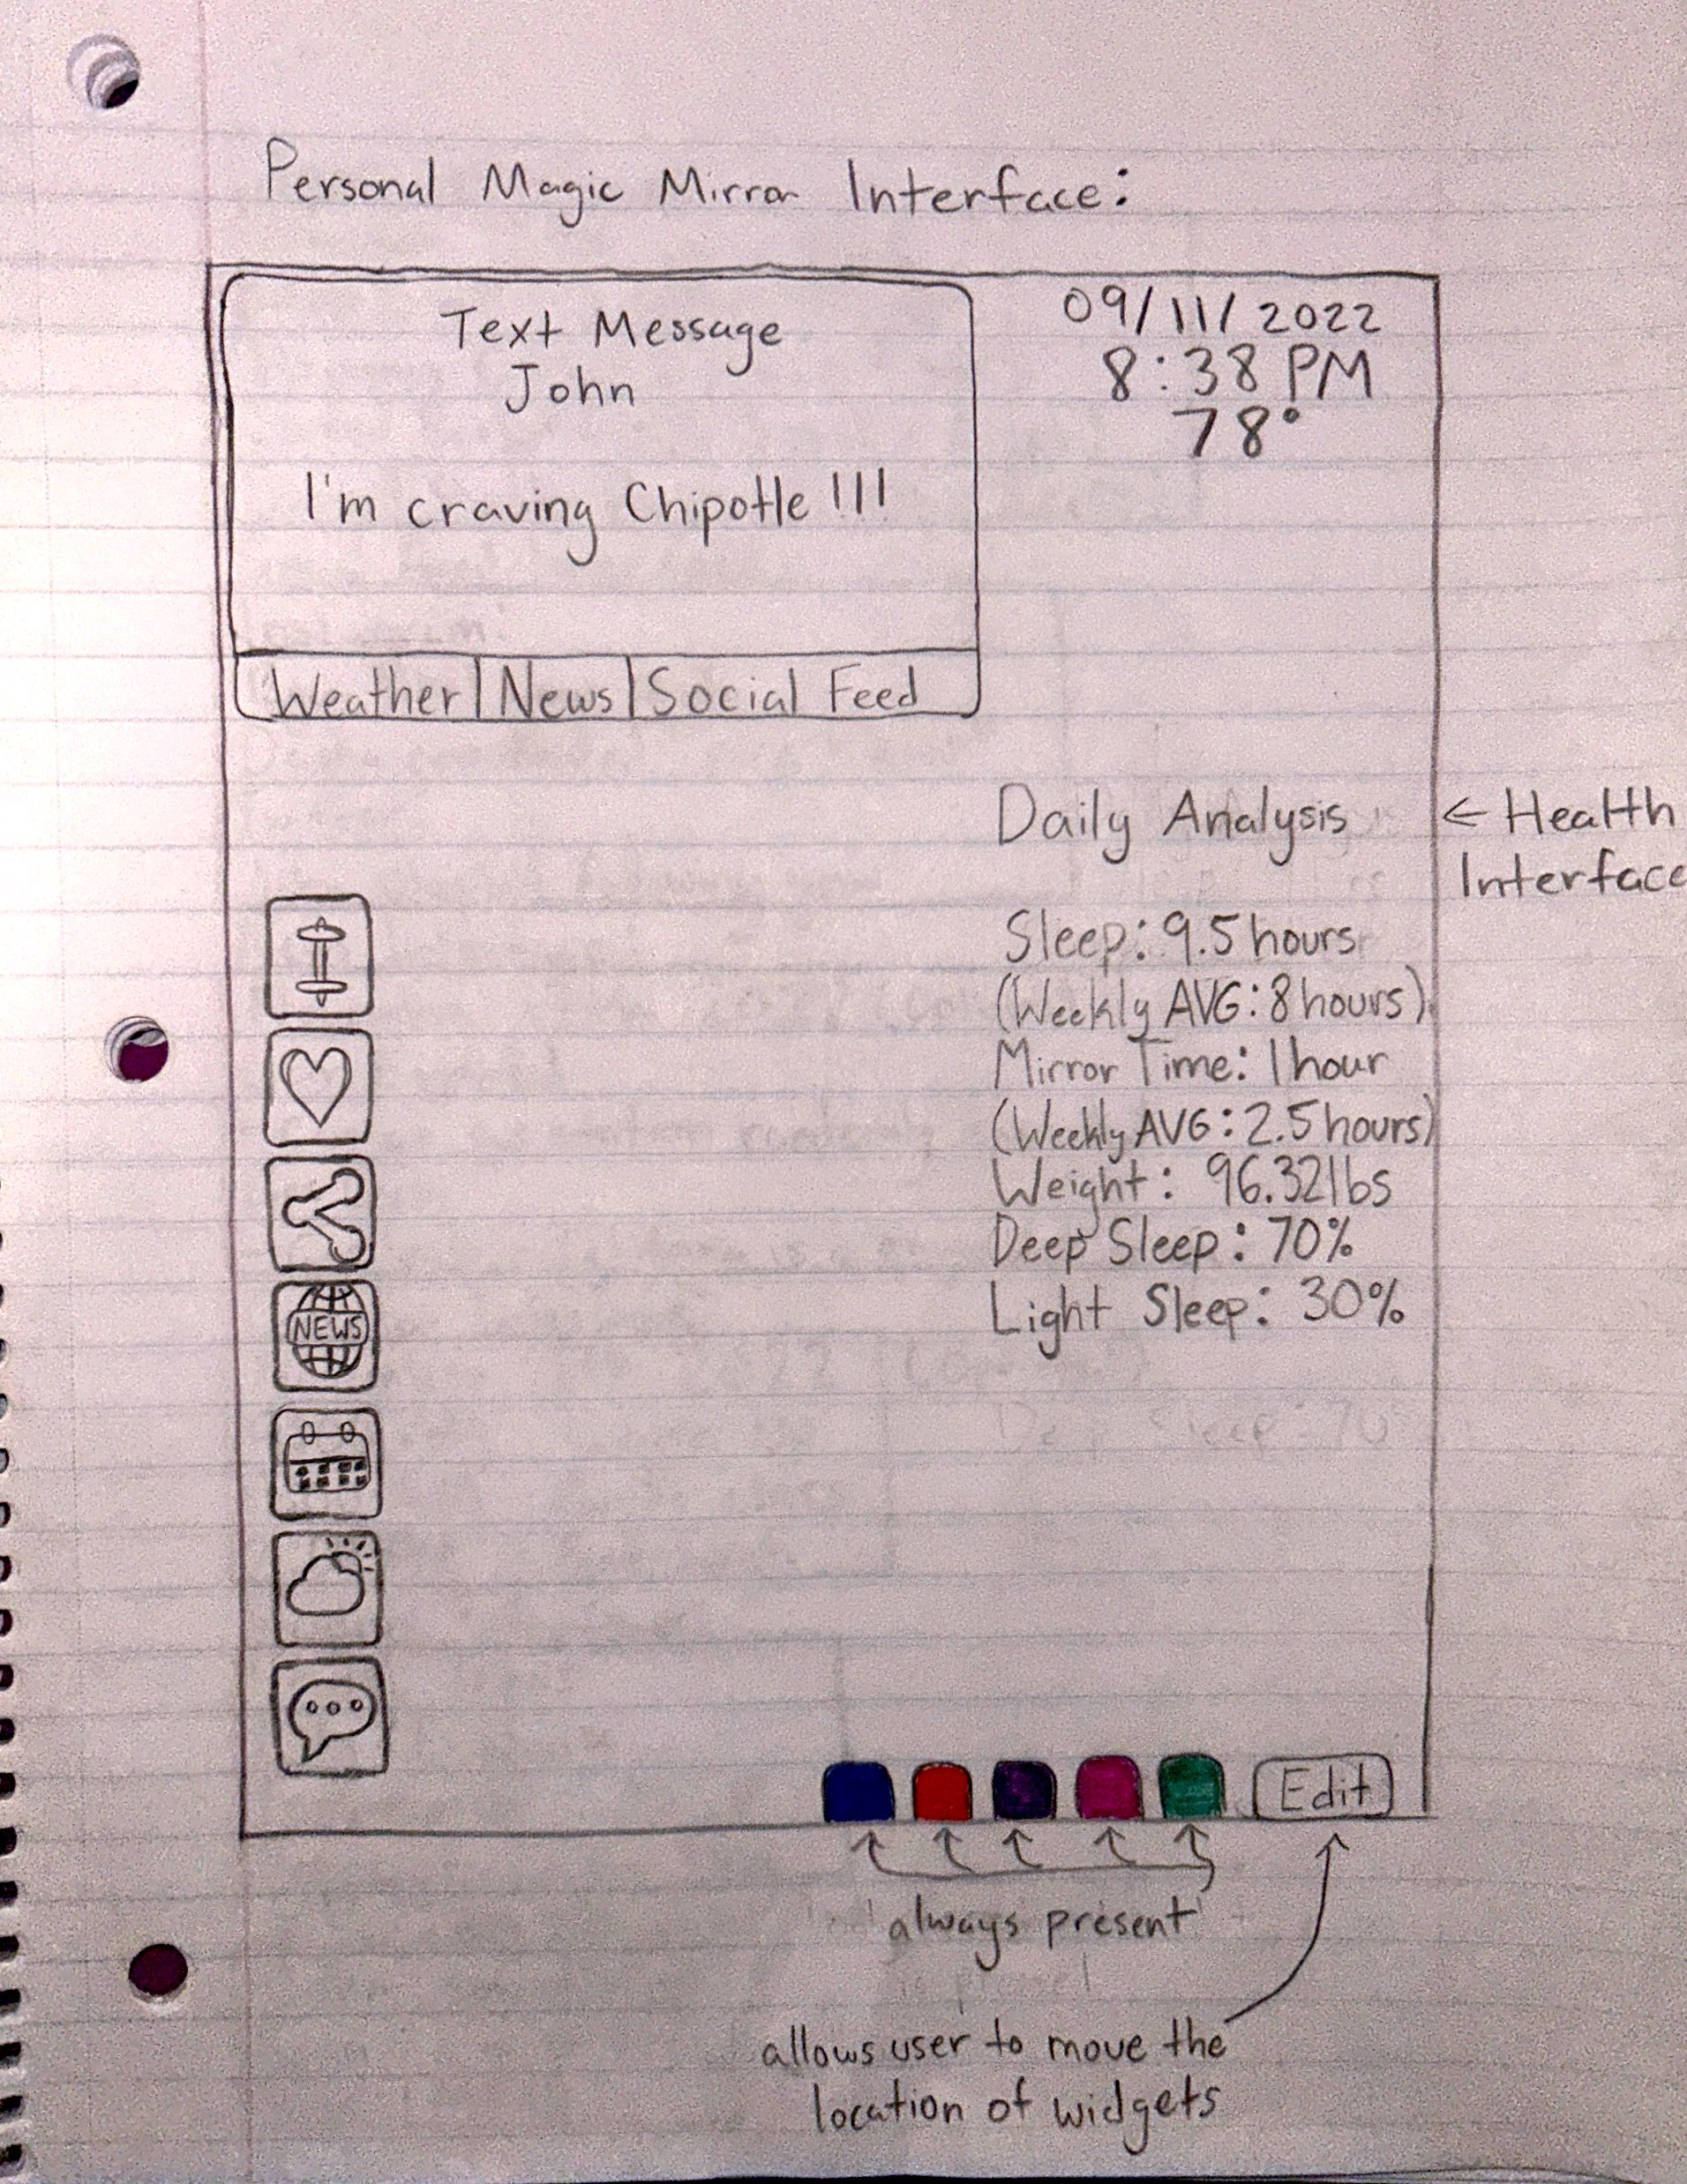 Personal Magic Mirror Interface:
Text Message
John
I'm craving Chipotle !!!
Weather | News | Social Feed
09/11/2022
8:38 PM
78°
Daily Analysis
← Health
Interface
Sleep: 9.5 hours
(Weekly AVG: 8 hours)
Mirror Time: 1 hour
(Weekly AVG: 2.5 hours)
Weight: 96.32 lbs
Deep Sleep: 70%
Light Sleep: 30%
NEWS
Edit
always present
allows user to move the
location of widgets